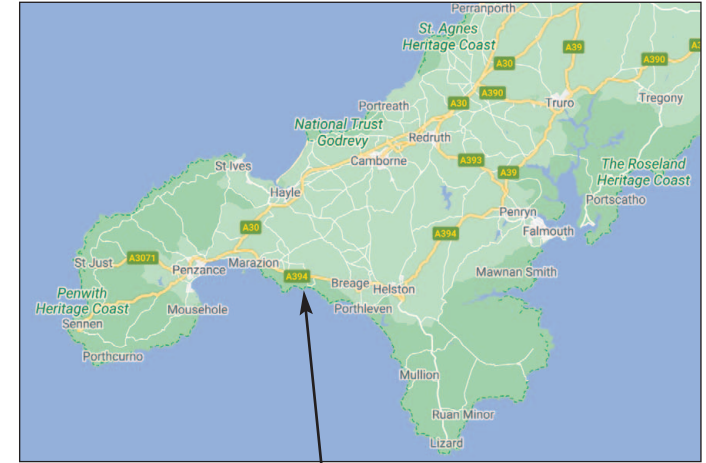 Perranporth
St. Agnes
Heritage Coast
A39
A30
A390
A30
A390
Portreath
Truro
Tregony
National Trust
- Godrevy
Redruth
Camborne
A393
St Ives
A39
The Roseland
Heritage Coast
Hayle
Portscatho
Penryn
A30
A394
Falmouth
St Just
A3071
Penzance
Marazion
Mawnan Smith
A394
Breage
Helston
Penwith
Heritage Coast
Mousehole
Porthleven
Sennen
Porthcurno
Mullion
Ruan Minor
Lizard